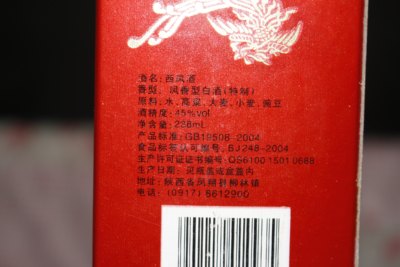 酒名：西凤酒
香型：凤香型白酒(特制)
原料：水、高粱、大麦、小麦、豌豆
酒精度：45%vol
净含量：228mL
产品标准：GB19508-2004
食品标签认可编号：BJ248-2004
生产许可证证书编号：QS6100 1501 0688
生产日期：见瓶盖或盒盖内
地址：陕西省凤翔县柳林镇
电话：(0917) 6612900